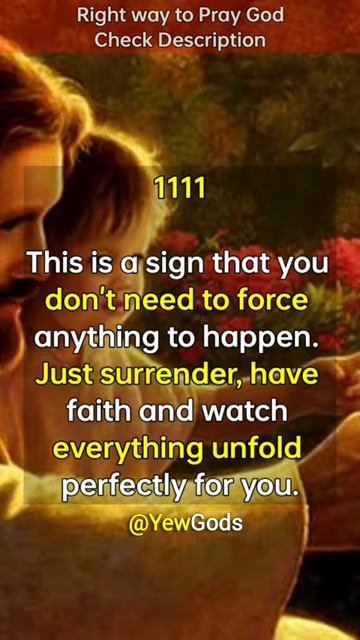 Right way to Pray God
Check Description
1111
This is a sign that you
don't need to force
anything to happen.
Just surrender, have
faith and watch
everything unfold
perfectly for you.
@YewGods